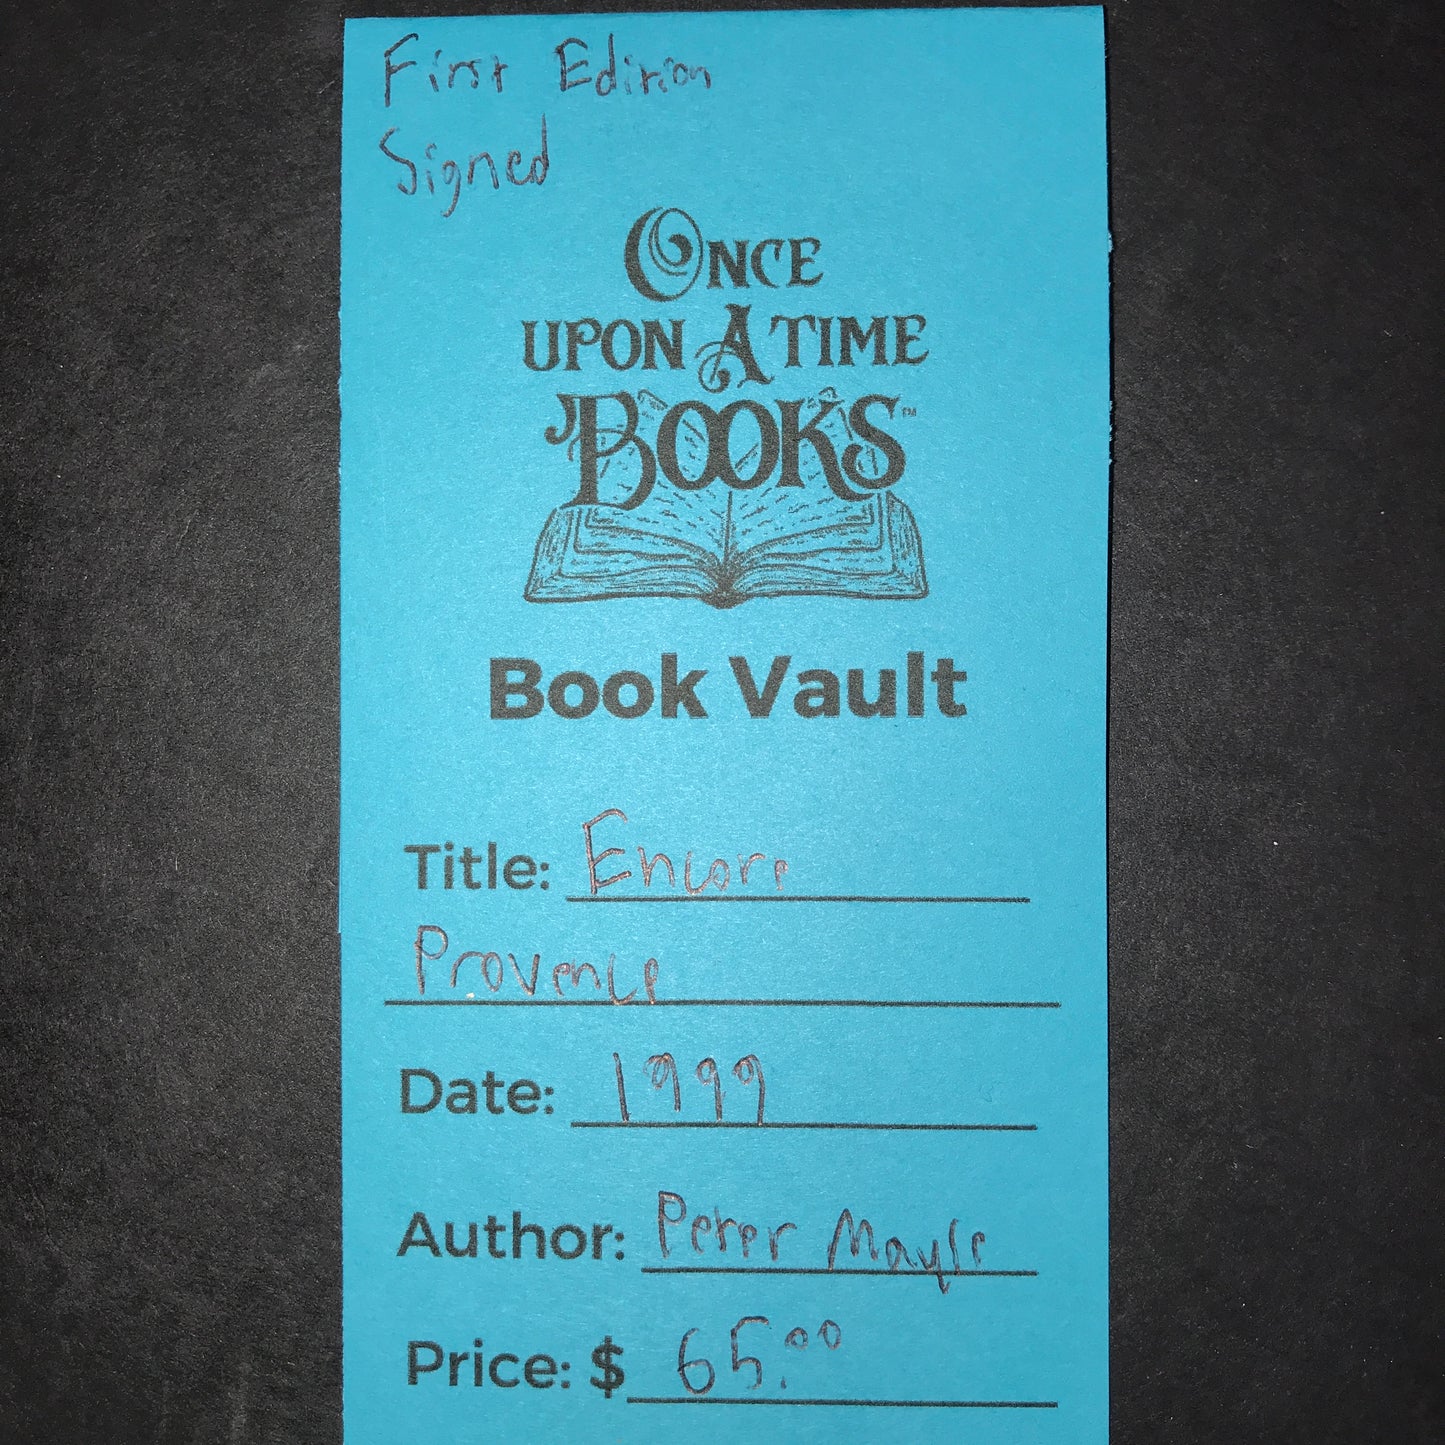 First Edition
Signed
ONCE
UPON A TIME
BOOKS™
Book Vault
Title: Encore
Provence
Date: 1999
Author: Peter Mayle
Price: $ 65.00